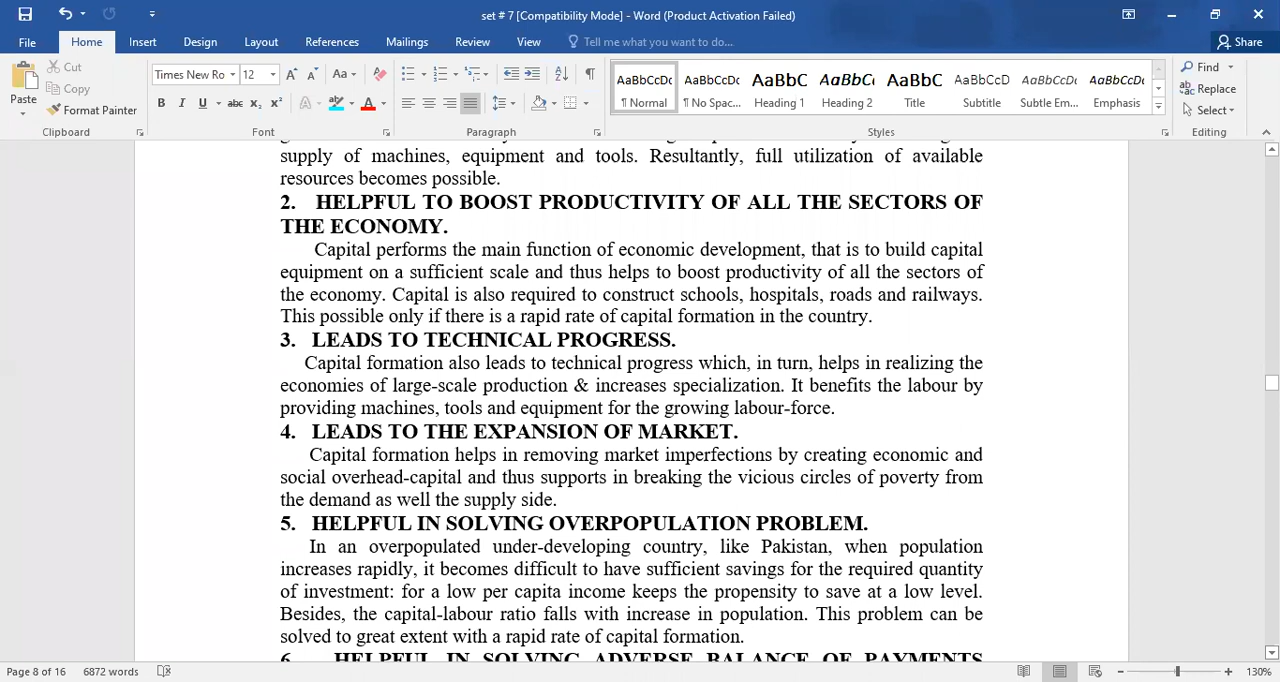 set # 7 [Compatibility Mode] - Word (Product Activation Failed)
File Home Insert Design Layout References Mailings Review View Tell me what you want to do... Share
Paste
Cut
Copy
Format Painter
Times New Ro 12
Aa
B I U abc x₂ x² A A
AaBbCcDc AaBbCcDc AaBbC AaBbCc AaBbC AaBbCcD AaBbCcDc AaBbCcDc
¶ Normal ¶ No Spac... Heading 1 Heading 2 Title Subtitle Subtle Em... Emphasis
Find
Replace
Select
Clipboard Font Paragraph Styles Editing
supply of machines, equipment and tools. Resultantly, full utilization of available
resources becomes possible.
2. HELPFUL TO BOOST PRODUCTIVITY OF ALL THE SECTORS OF
THE ECONOMY.
Capital performs the main function of economic development, that is to build capital
equipment on a sufficient scale and thus helps to boost productivity of all the sectors of
the economy. Capital is also required to construct schools, hospitals, roads and railways.
This possible only if there is a rapid rate of capital formation in the country.
3. LEADS TO TECHNICAL PROGRESS.
Capital formation also leads to technical progress which, in turn, helps in realizing the
economies of large-scale production & increases specialization. It benefits the labour by
providing machines, tools and equipment for the growing labour-force.
4. LEADS TO THE EXPANSION OF MARKET.
Capital formation helps in removing market imperfections by creating economic and
social overhead-capital and thus supports in breaking the vicious circles of poverty from
the demand as well the supply side.
5. HELPFUL IN SOLVING OVERPOPULATION PROBLEM.
In an overpopulated under-developing country, like Pakistan, when population
increases rapidly, it becomes difficult to have sufficient savings for the required quantity
of investment: for a low per capita income keeps the propensity to save at a low level.
Besides, the capital-labour ratio falls with increase in population. This problem can be
solved to great extent with a rapid rate of capital formation.
6. HELPFUL IN SOLVING ADVERSE BALANCE OF PAYMENTS
Page 8 of 16 6872 words 130%